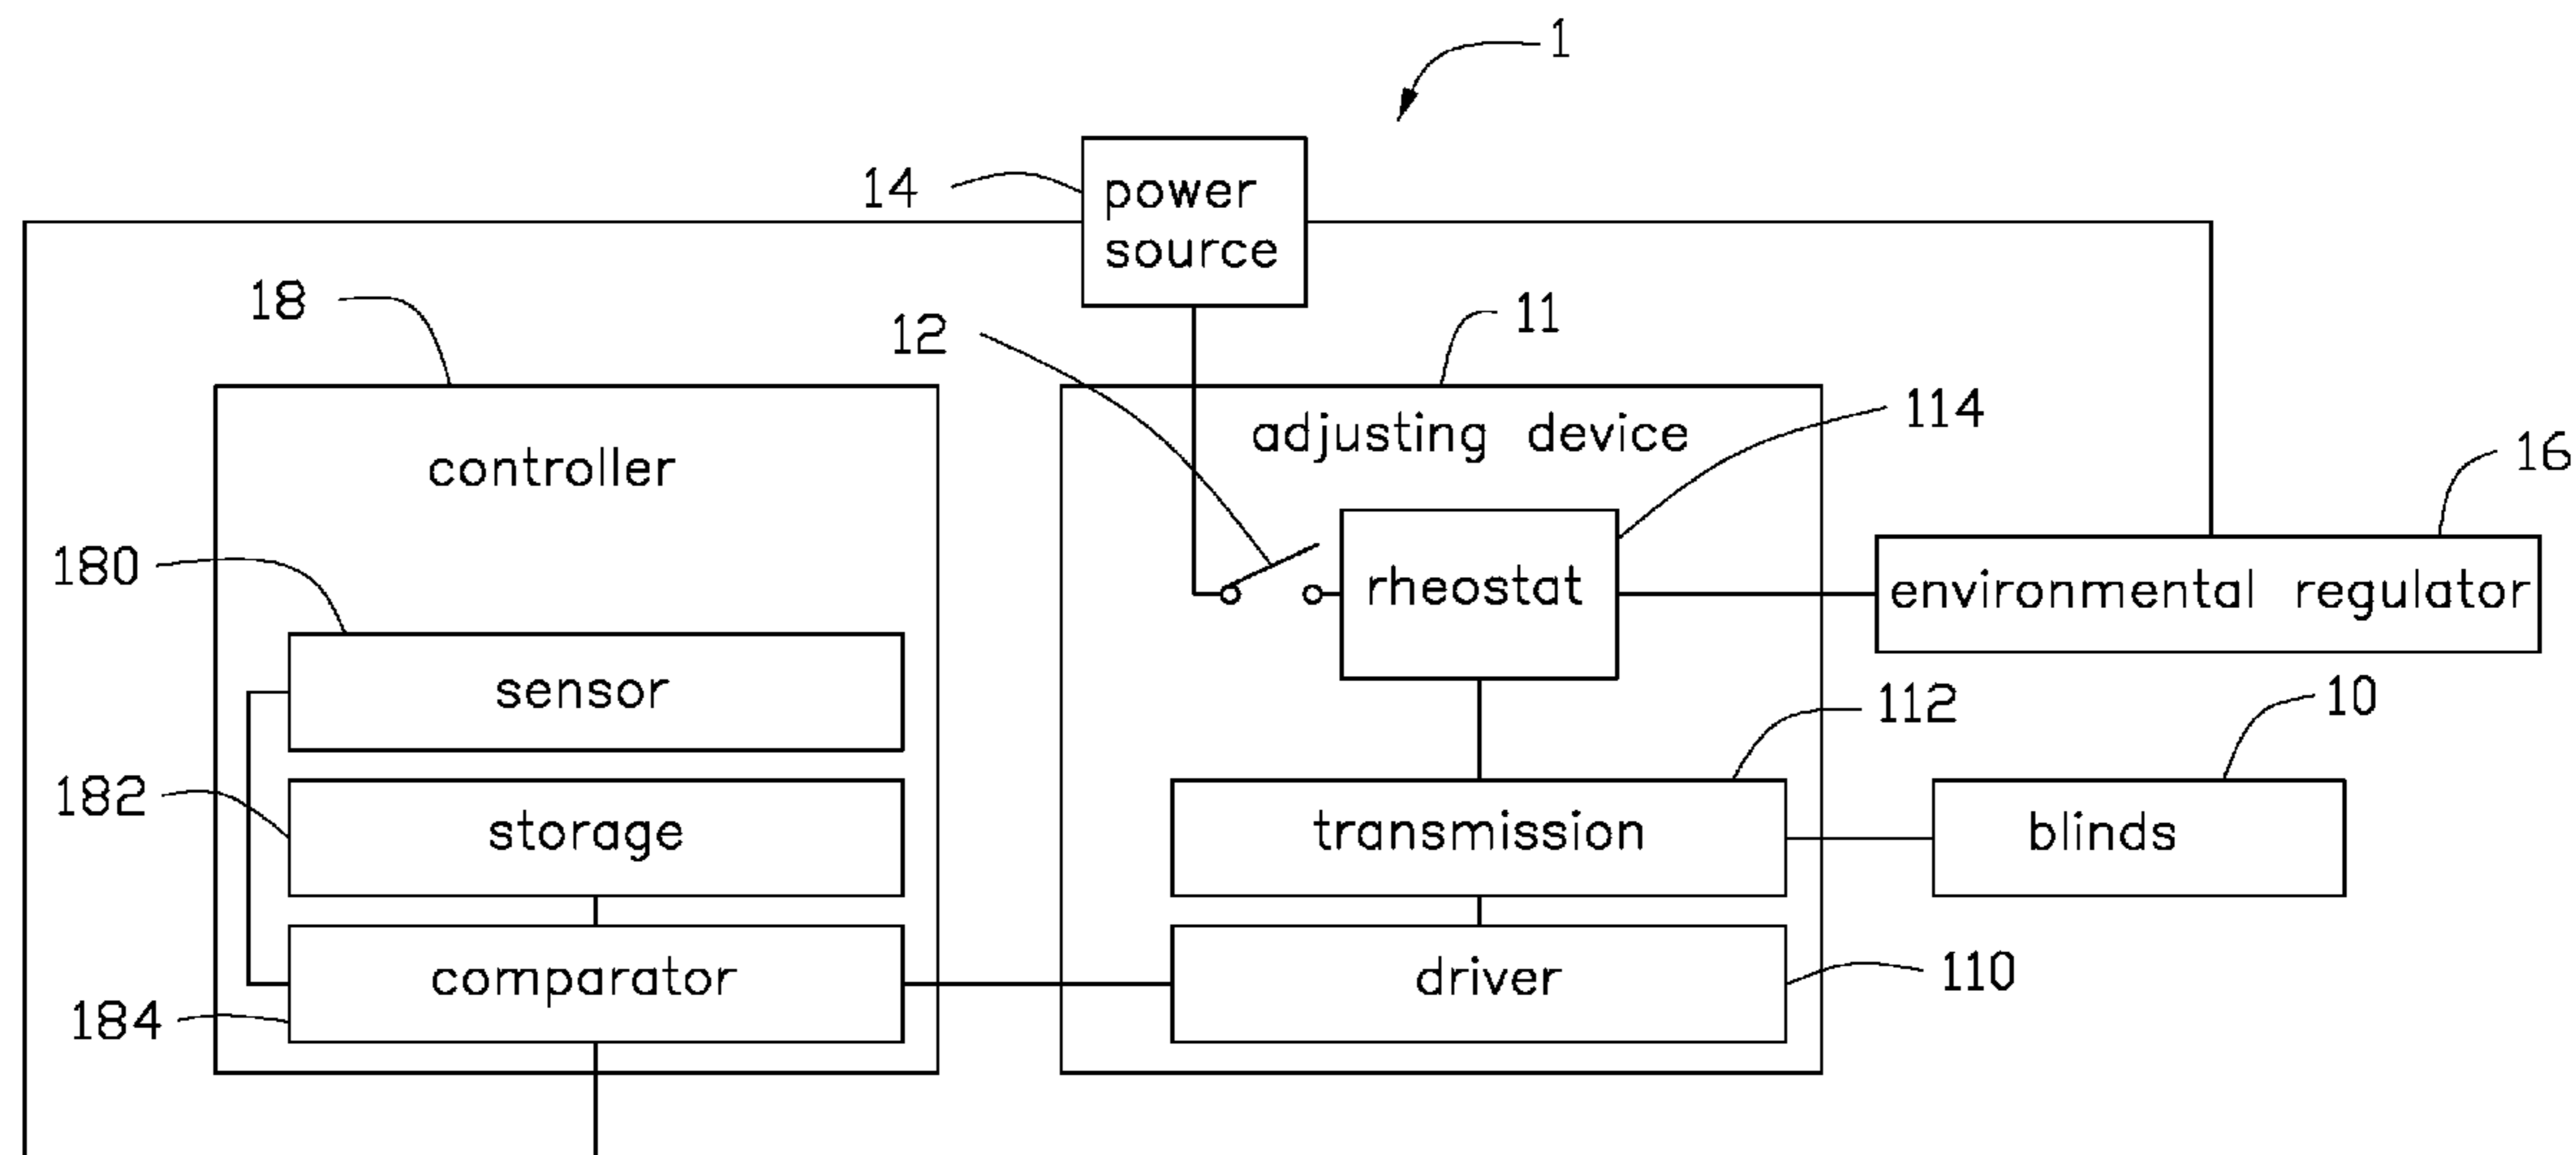 1
14
power
source
18
12
11
controller
adjusting device
114
16
180
rheostat
environmental regulator
sensor
112
10
182
storage
transmission
blinds
184
comparator
driver
110